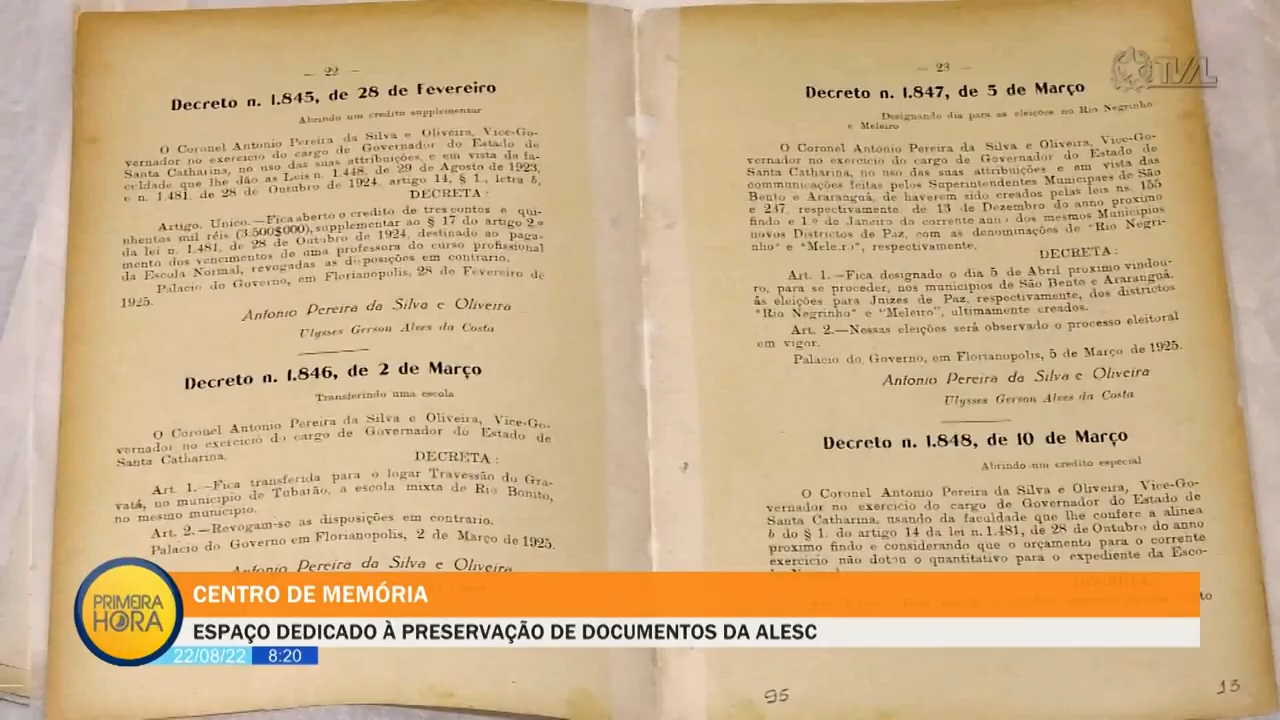 — 22 —
Decreto n. 1.845, de 28 de Fevereiro
Abrindo um credito supplementar
O Coronel Antonio Pereira da Silva e Oliveira, Vice-Go-
vernador no exercicio do cargo de Governador do Estado de
Santa Catharina, no uso das suas attribuições, e em vista da fa-
culdade que lhe dão as Leis n. 1.448, de 29 de Agosto de 1923,
e n. 1.481, de 28 de Outubro de 1924, artigo 14, § 1., letra b,
DECRETA :
Artigo. Unico.—Fica aberto o credito de tres contos e qui-
nhentos mil réis (3:500$000), supplementar ao § 17 do artigo 2.º
da lei n. 1.481, de 28 de Outubro de 1924, destinado ao paga-
mento dos vencimentos de uma professora do curso profissional
da Escola Normal, revogadas as disposições em contrario.
Palacio do Governo, em Florianopolis, 28 de Fevereiro de
1925.
Antonio Pereira da Silva e Oliveira
Ulysses Gerson Alves da Costa
Decreto n. 1.846, de 2 de Março
Transferindo uma escola
O Coronel Antonio Pereira da Silva e Oliveira, Vice-Go-
vernador no exercicio do cargo de Governador do Estado de
Santa Catharina.
DECRETA :
Art. 1.—Fica transferida para o logar Travessão do Gra-
vatá, no municipio de Tubarão, a escola mixta de Rio Bonito,
no mesmo municipio.
Art. 2.—Revogam-se as disposições em contrario.
Palacio do Governo em Florianopolis, 2 de Março de 1925.
Antonio Pereira da Silva e Oliveira
— 23 —
Decreto n. 1.847, de 5 de Março
Designando dia para as eleições no Rio Negrinho
e Meleiro
O Coronel Antonio Pereira da Silva e Oliveira, Vice-Go-
vernador no exercicio do cargo de Governador do Estado de
Santa Catharina, no uso das suas attribuições e em vista das
communicações feitas pelos Superintendentes Municipaes de São
Bento e Araranguá, de haverem sido creados pelas leis ns. 155
e 237, respectivamente, de 13 de Dezembro do anno proximo
findo e 1.º de Janeiro do corrente anno dos mesmos Municipios
novos Districtos de Paz, com as denominações de "Rio Negri-
nho" e "Meleiro", respectivamente,
DECRETA :
Art. 1.—Fica designado o dia 5 de Abril proximo vindou-
ro, para se proceder, nos municipios de São Bento e Araranguá,
ás eleições para Juizes de Paz, respectivamente, dos districtos
"Rio Negrinho" e "Meleiro", ultimamente creados.
Art. 2.—Nessas eleições será observado o processo eleitoral
em vigor.
Palacio do Governo, em Florianopolis, 5 de Março de 1925.
Antonio Pereira da Silva e Oliveira
Ulysses Gerson Alves da Costa
Decreto n. 1.848, de 10 de Março
Abrindo um credito especial
O Coronel Antonio Pereira da Silva e Oliveira, Vice-Go-
vernador no exercicio do cargo de Governador do Estado de
Santa Catharina, usando da faculdade que lhe confere a alinea
b do § 1. do artigo 14 da lei n. 1.481, de 28 de Outubro do anno
proximo findo e considerando que o orçamento para o corrente
exercicio não dotou o quantitativo para o expediente da Esco-
95
13
TVAL
PRIMEIRA
HORA
CENTRO DE MEMÓRIA
ESPAÇO DEDICADO À PRESERVAÇÃO DE DOCUMENTOS DA ALESC
22/08/22 8:20